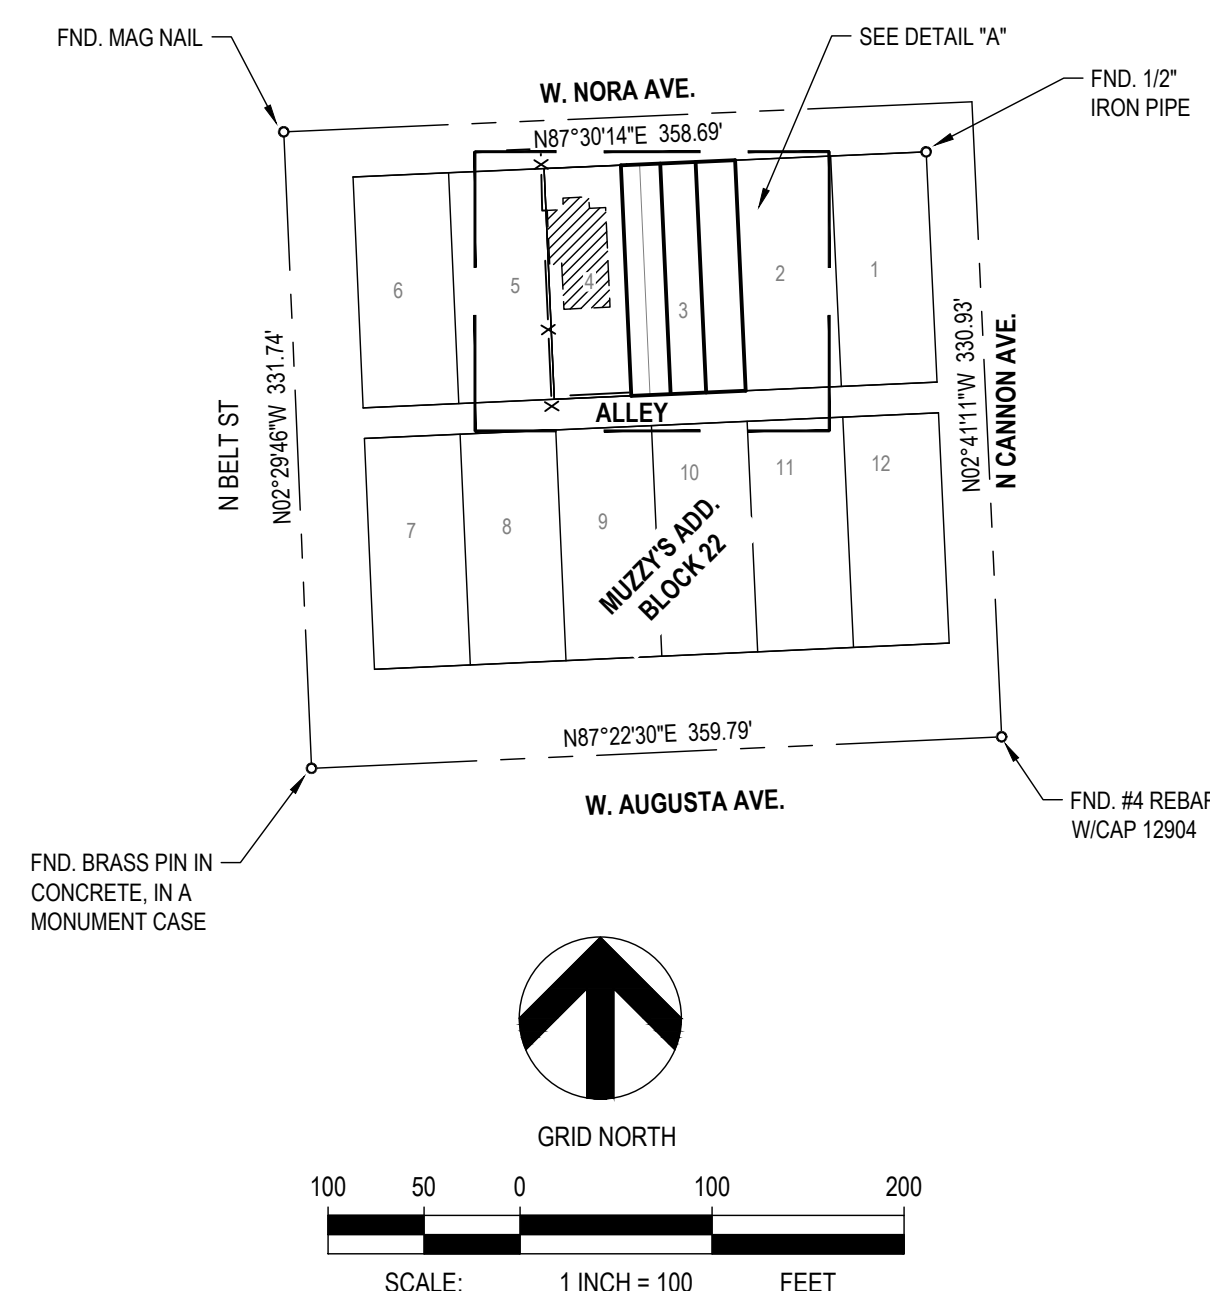 FND. MAG NAIL
SEE DETAIL "A"
FND. 1/2"
IRON PIPE
W. NORA AVE.
N87°30'14"E 358.69'
6
5
4
3
2
1
N02°29'46"W 331.74'
N BELT ST
N02°41'11"W 330.93'
N CANNON AVE.
ALLEY
7
8
9
10
11
12
MUZZY'S ADD.
BLOCK 22
N87°22'30"E 359.79'
W. AUGUSTA AVE.
FND. #4 REBAR
W/CAP 12904
FND. BRASS PIN IN
CONCRETE, IN A
MONUMENT CASE
GRID NORTH
100 50 0 100 200
SCALE: 1 INCH = 100 FEET